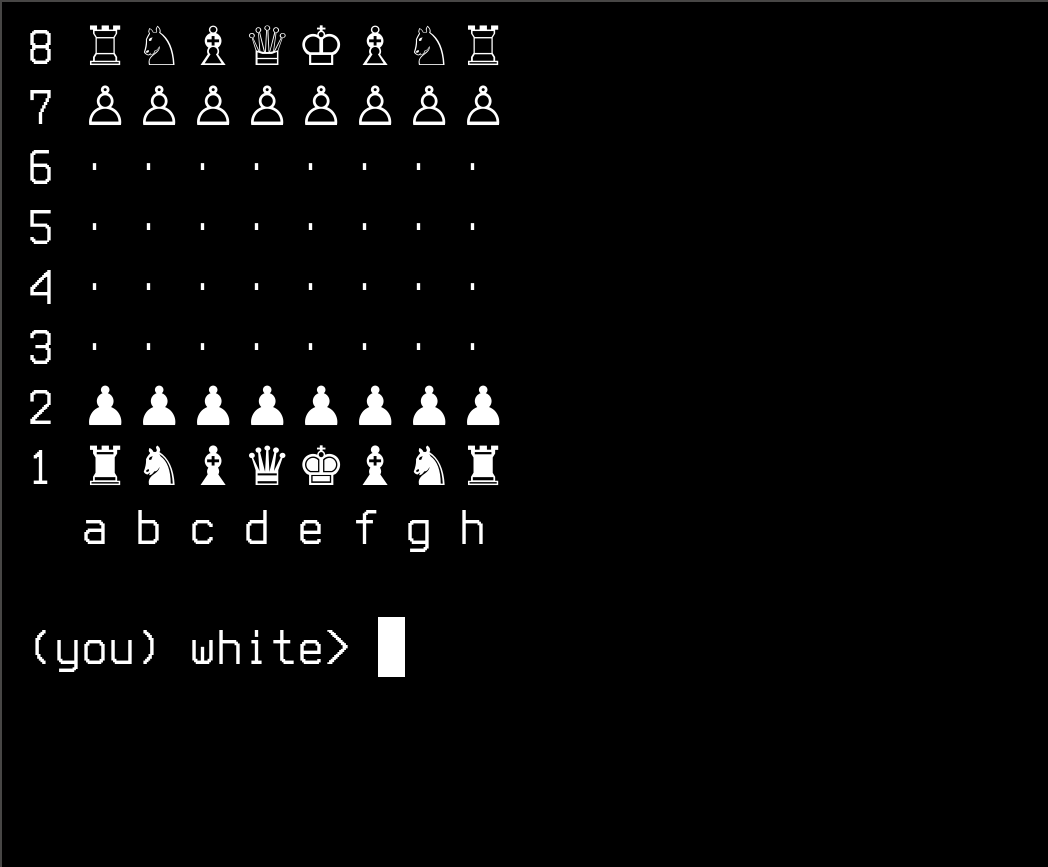 8 ♖ ♘ ♗ ♕ ♔ ♗ ♘ ♖
7 ♙ ♙ ♙ ♙ ♙ ♙ ♙ ♙
6 · · · · · · · ·
5 · · · · · · · ·
4 · · · · · · · ·
3 · · · · · · · ·
2 ♟ ♟ ♟ ♟ ♟ ♟ ♟ ♟
1 ♜ ♞ ♝ ♛ ♚ ♝ ♞ ♜
a b c d e f g h
(you) white>